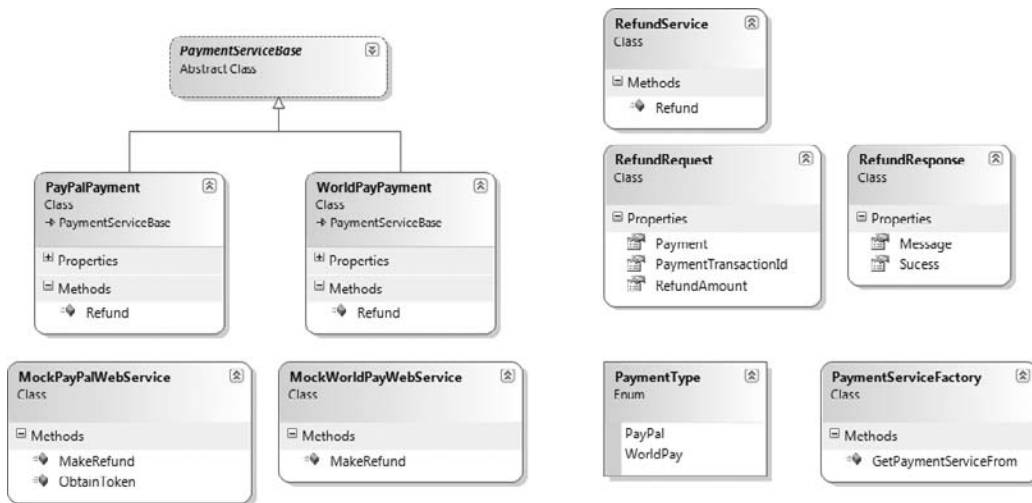 PaymentServiceBase
Abstract Class
PayPalPayment
Class
PaymentServiceBase
Properties
Methods
Refund
WorldPayPayment
Class
PaymentServiceBase
Properties
Methods
Refund
MockPayPalWebService
Class
Methods
MakeRefund
ObtainToken
MockWorldPayWebService
Class
Methods
MakeRefund
RefundService
Class
Methods
Refund
RefundRequest
Class
Properties
Payment
PaymentTransactionId
RefundAmount
RefundResponse
Class
Properties
Message
Sucess
PaymentType
Enum
PayPal
WorldPay
PaymentServiceFactory
Class
Methods
GetPaymentServiceFrom